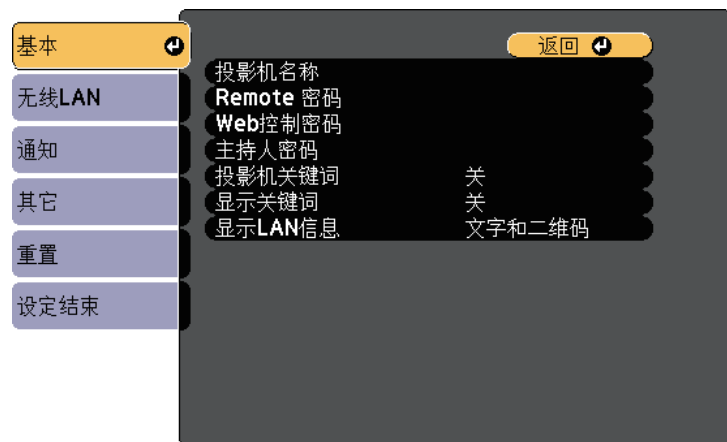 基本
无线LAN
通知
其它
重置
设定结束
返回
投影机名称
Remote 密码
Web控制密码
主持人密码
投影机关键词 关
显示关键词 关
显示LAN信息 文字和二维码